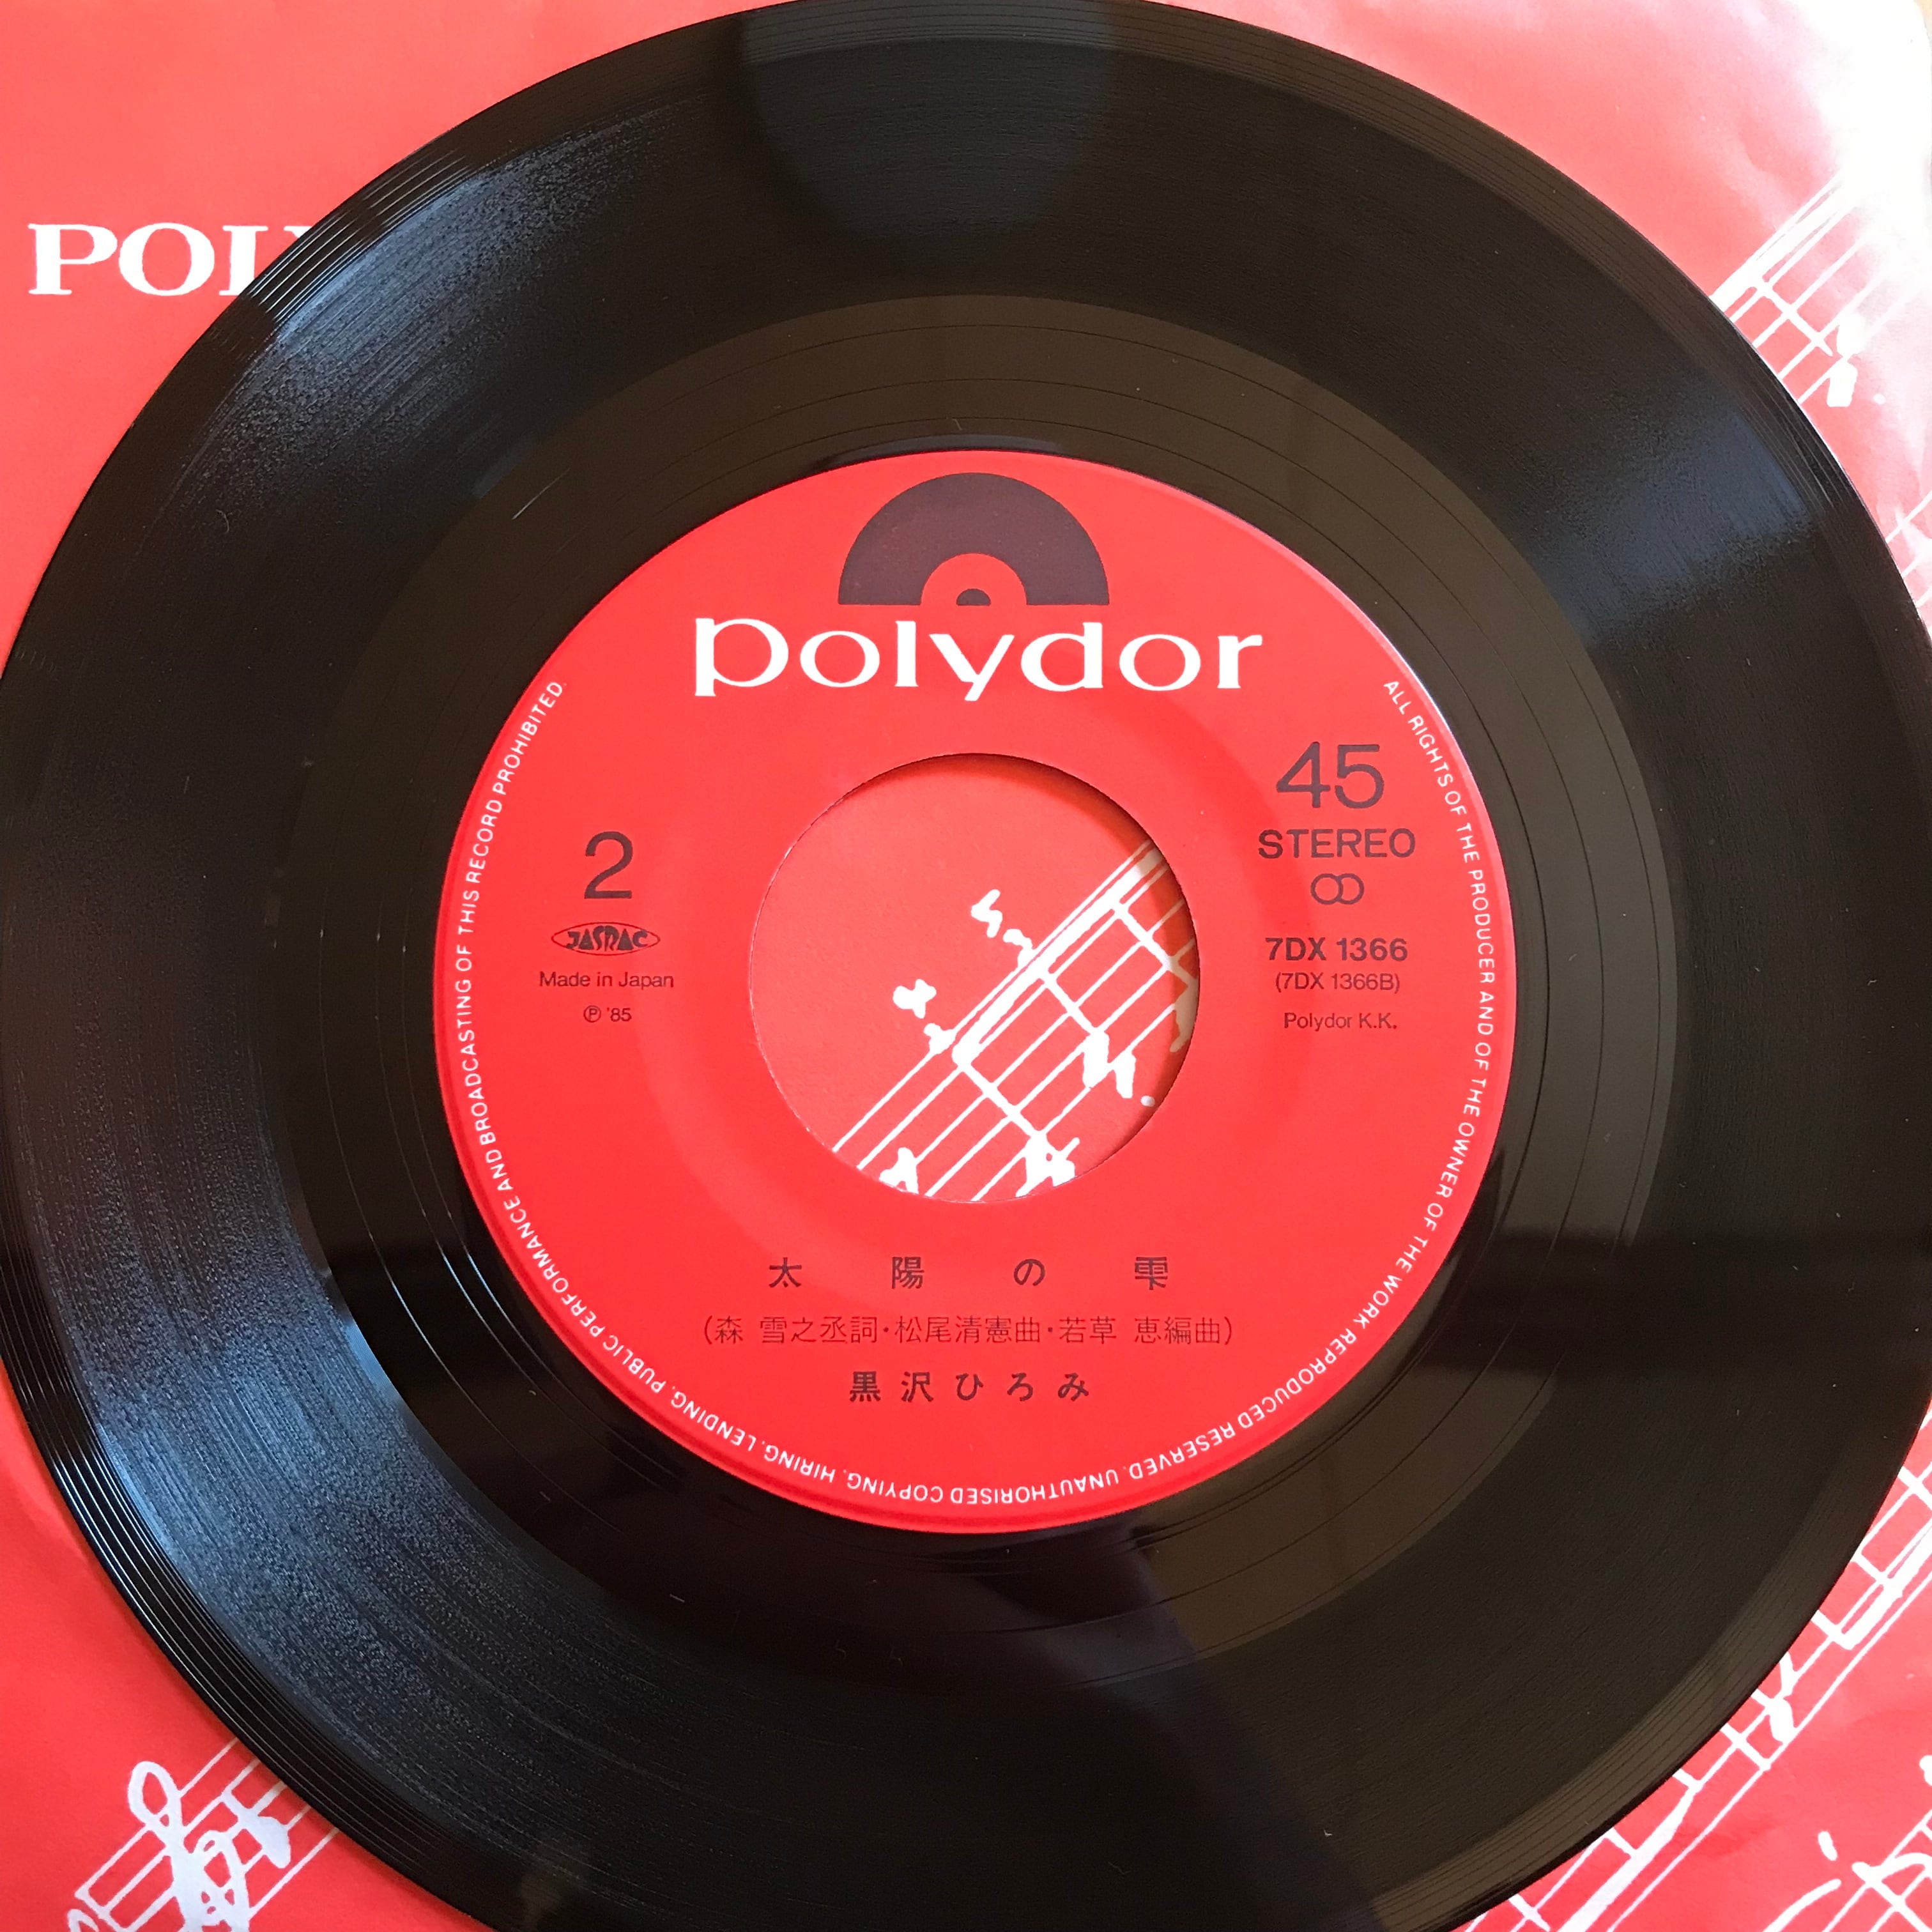 POLY
polydor
45
STEREO
2
JASRAC
Made in Japan
℗ '85
7DX 1366
(7DX 1366B)
Polydor K.K.
太陽の雫
(森 雪之丞詞・松尾清憲曲・若草 恵編曲)
黒沢ひろみ
ALL RIGHTS OF THE PRODUCER AND OF THE OWNER OF THE WORK REPRODUCED RESERVED. UNAUTHORISED COPYING, HIRING, LENDING, PUBLIC PERFORMANCE AND BROADCASTING OF THIS RECORD PROHIBITED.